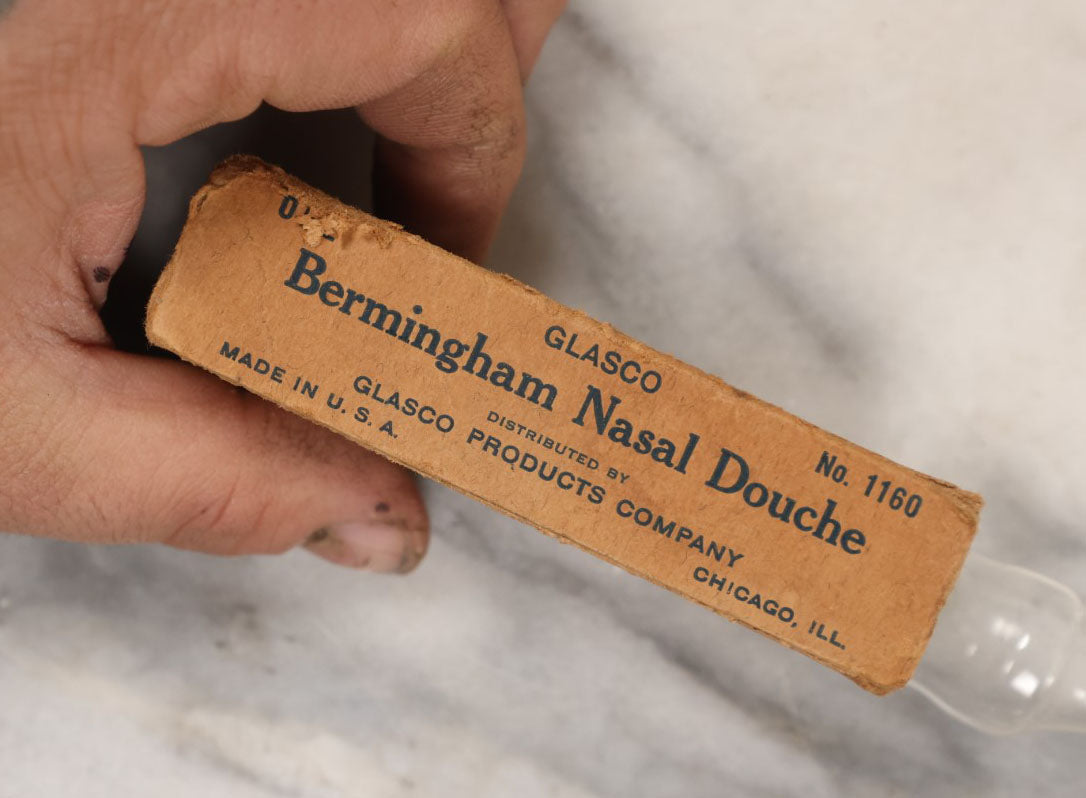 GLASCO
No. 1160
Bermingham Nasal Douche
DISTRIBUTED BY
GLASCO PRODUCTS COMPANY
MADE IN U. S. A.
CHICAGO, ILL.